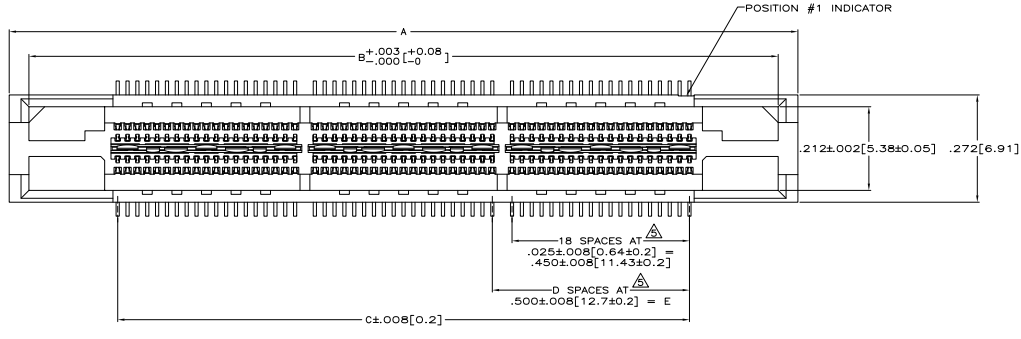 POSITION #1 INDICATOR
A
B +.003 -.000 [ +0.08 -0 ]
.212±.002[5.38±0.05]
.272[6.91]
18 SPACES AT 5
.025±.008[0.64±0.2] =
.450±.008[11.43±0.2]
D SPACES AT 5
.500±.008[12.7±0.2] = E
C±.008[0.2]